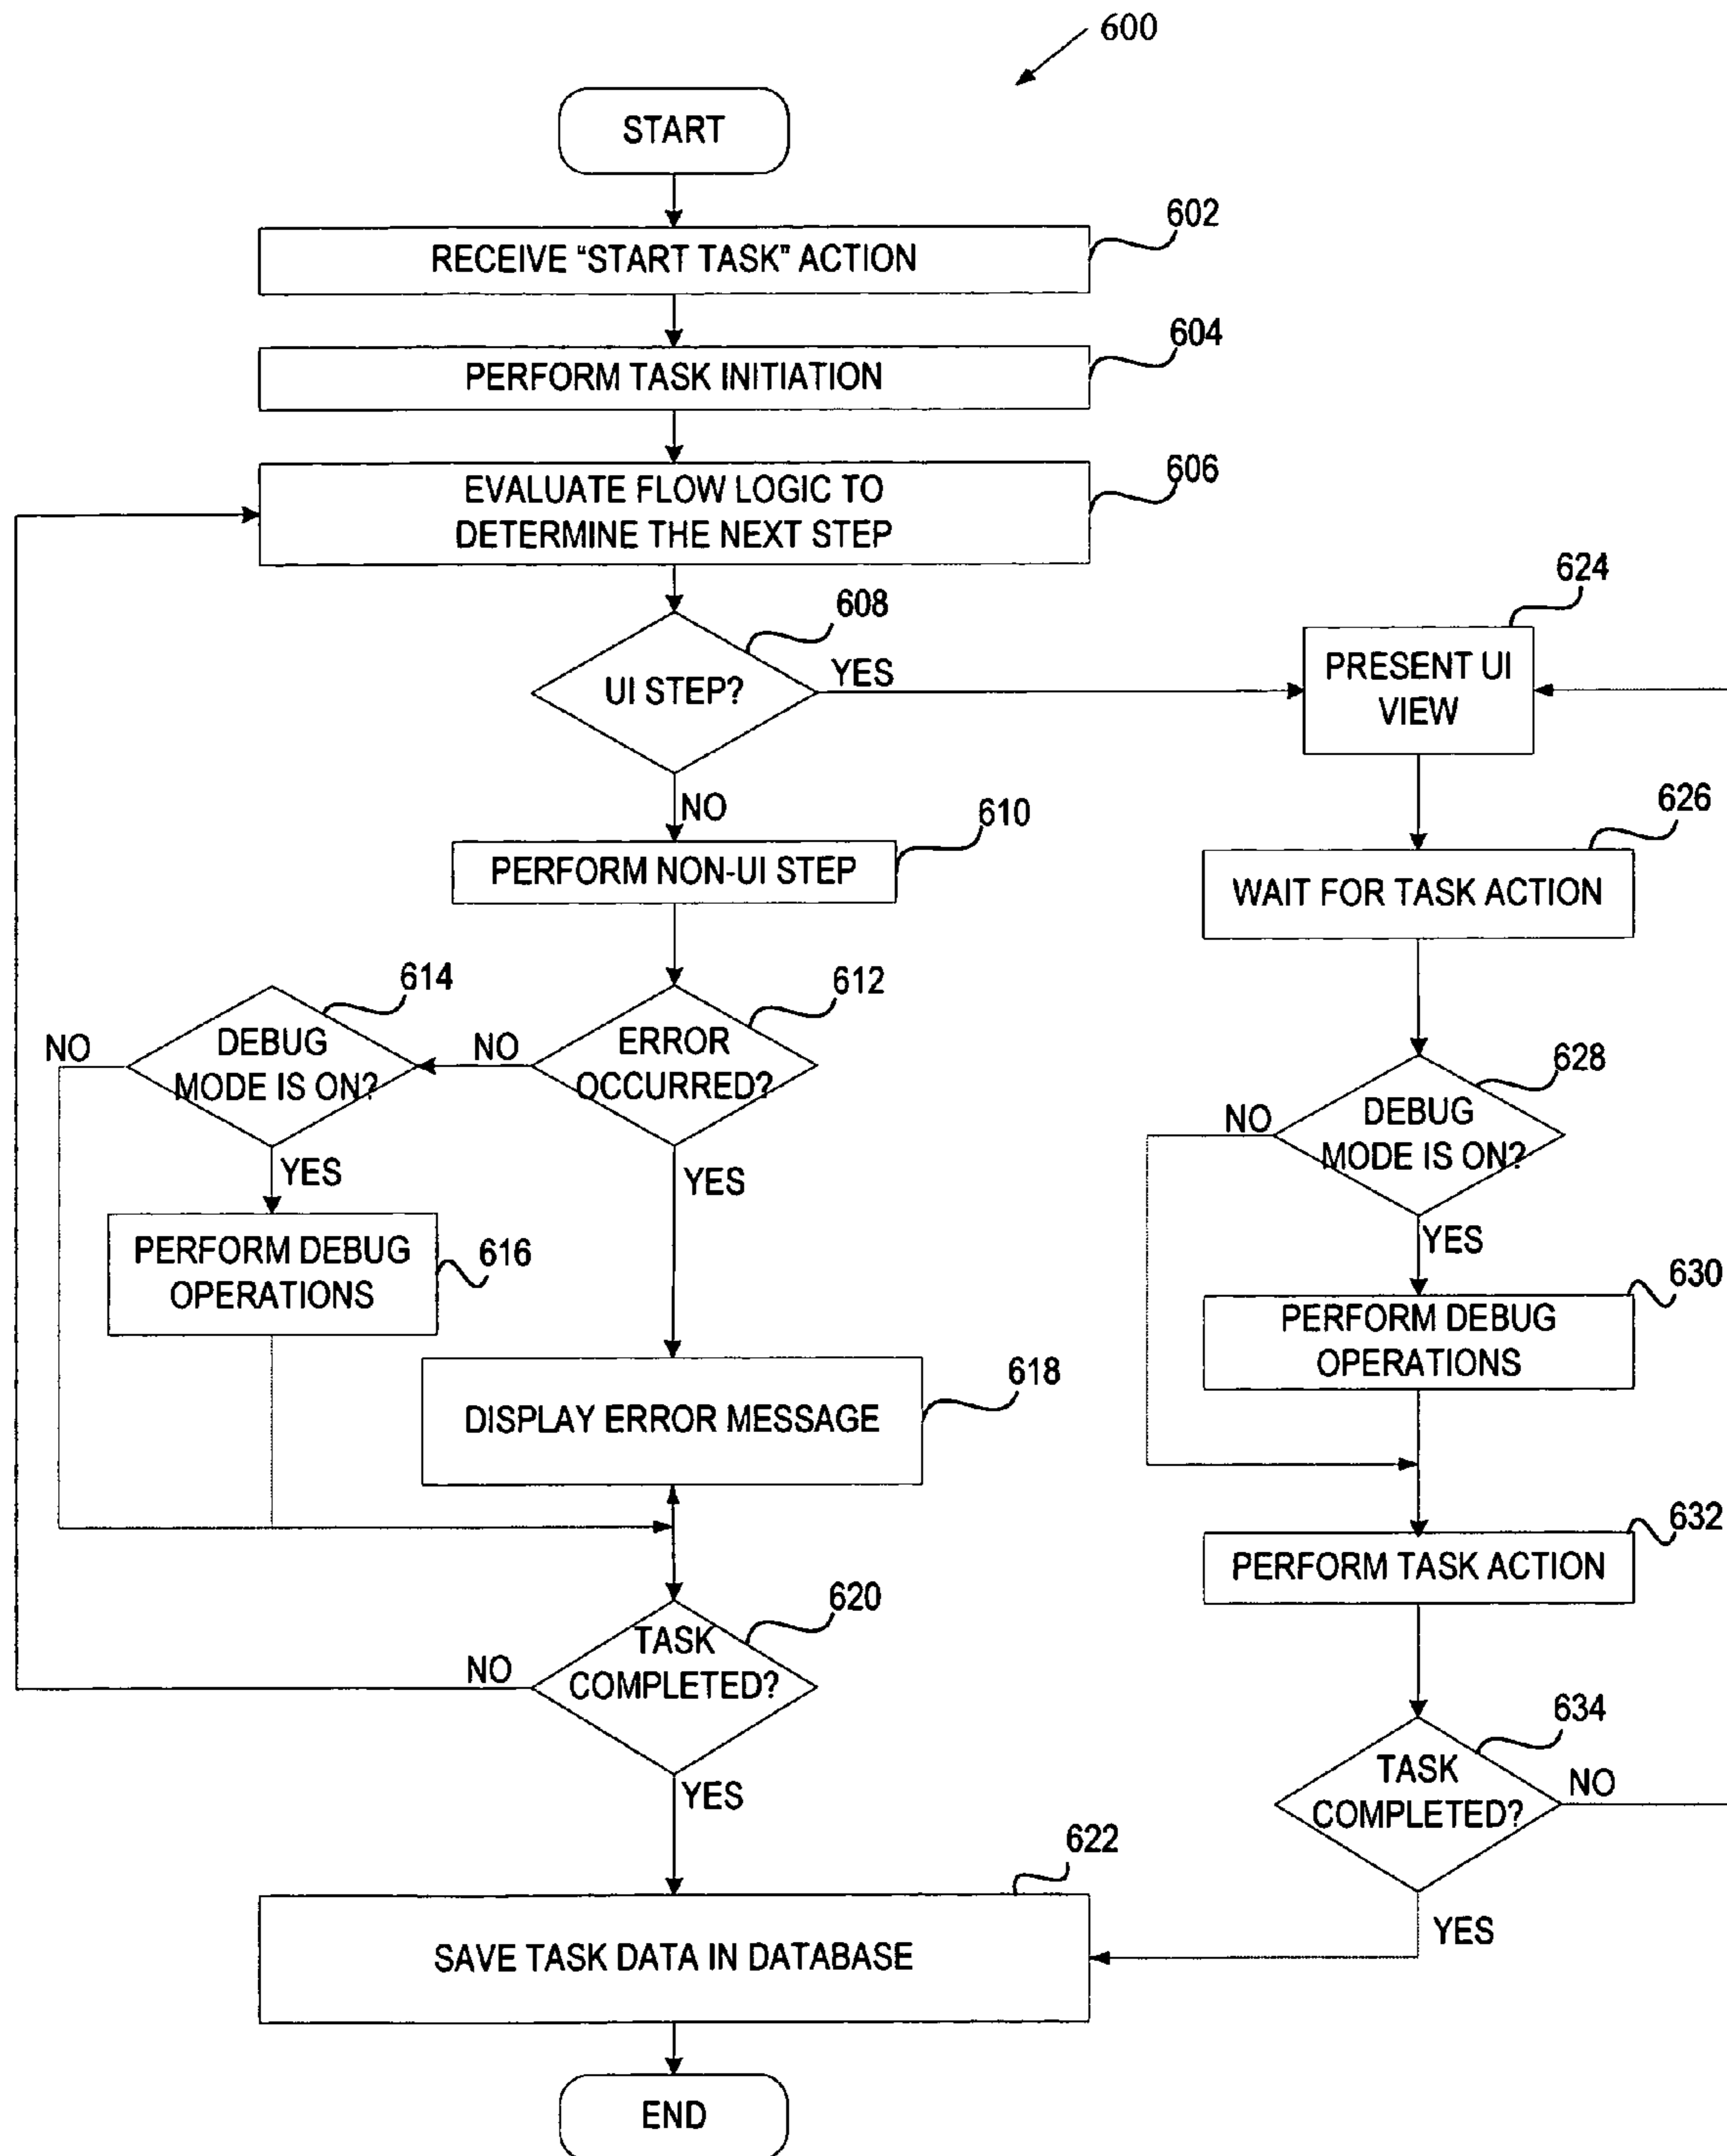 600
START
602
RECEIVE “START TASK” ACTION
604
PERFORM TASK INITIATION
606
EVALUATE FLOW LOGIC TO
DETERMINE THE NEXT STEP
608
UI STEP?
YES
NO
624
PRESENT UI
VIEW
610
PERFORM NON-UI STEP
626
WAIT FOR TASK ACTION
612
ERROR
OCCURRED?
NO
YES
614
DEBUG
MODE IS ON?
NO
YES
616
PERFORM DEBUG
OPERATIONS
618
DISPLAY ERROR MESSAGE
628
DEBUG
MODE IS ON?
NO
YES
630
PERFORM DEBUG
OPERATIONS
632
PERFORM TASK ACTION
620
TASK
COMPLETED?
NO
YES
634
TASK
COMPLETED?
NO
YES
622
SAVE TASK DATA IN DATABASE
END